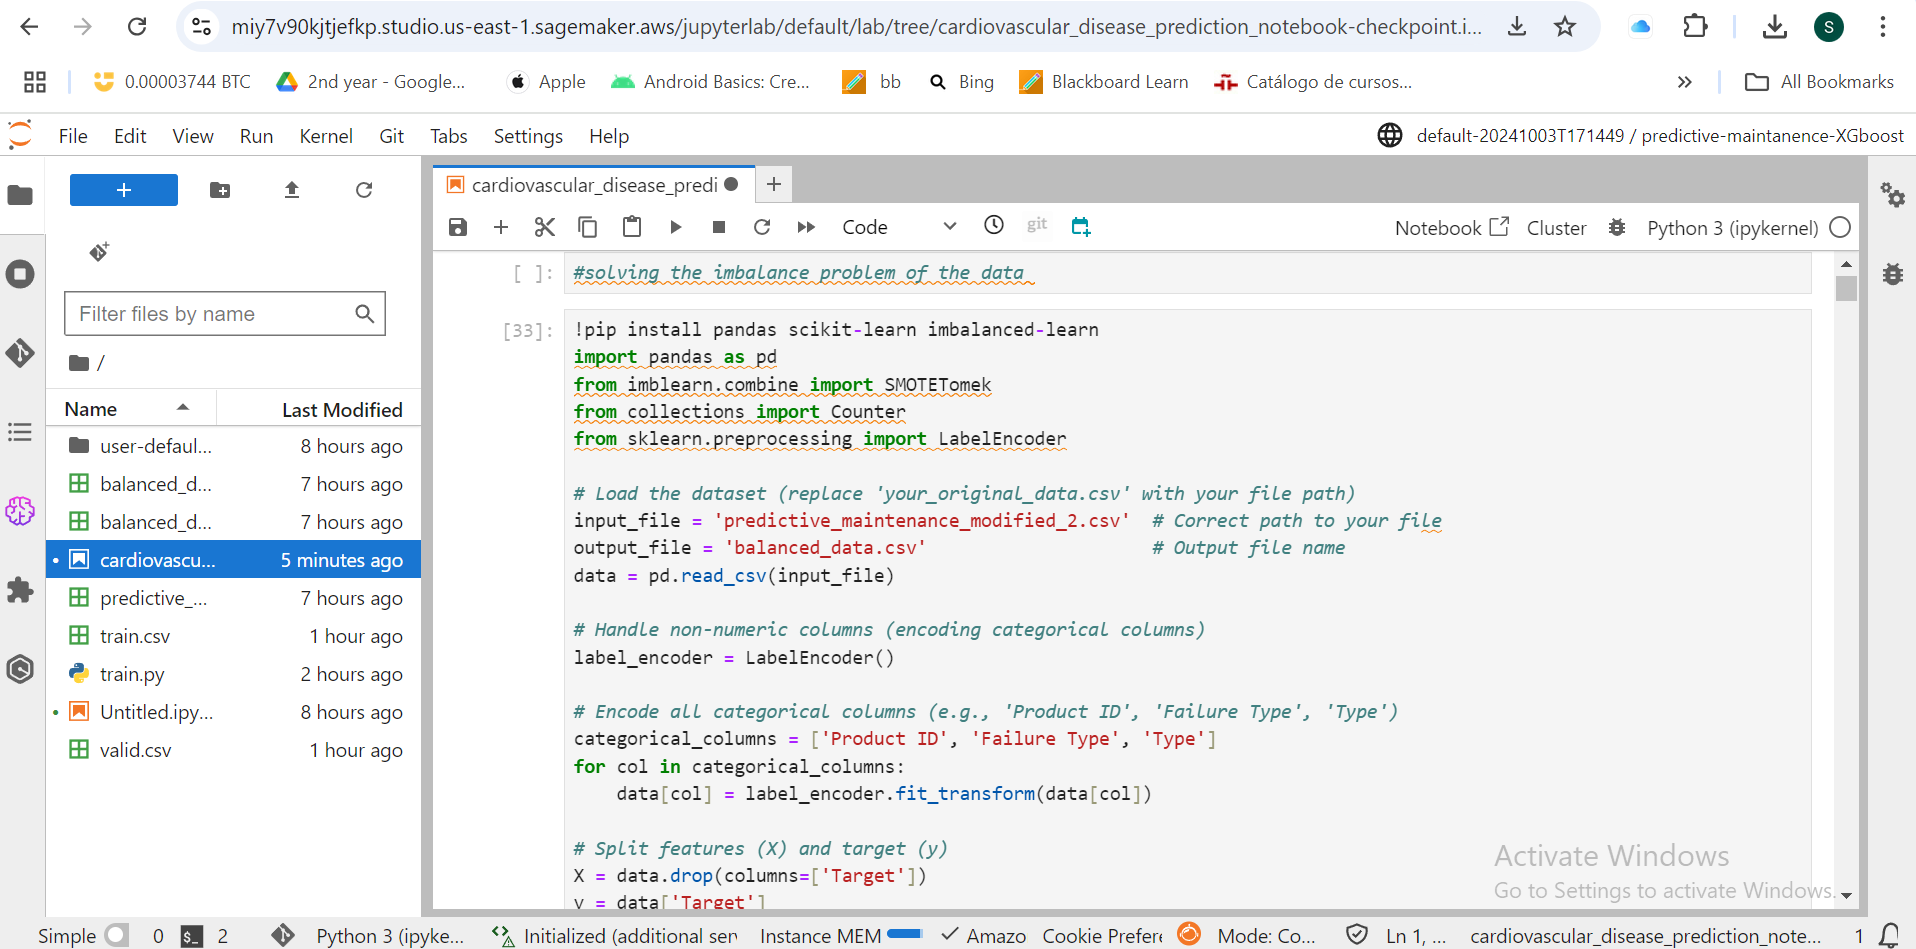 miy7v90kjtjefkp.studio.us-east-1.sagemaker.aws/jupyterlab/default/lab/tree/cardiovascular_disease_prediction_notebook-checkpoint.i...
S
0.00003744 BTC
2nd year - Google...
Apple
Android Basics: Cre...
bb
Bing
Blackboard Learn
Catálogo de cursos...
All Bookmarks
File Edit View Run Kernel Git Tabs Settings Help
default-20241003T171449 / predictive-maintanence-XGboost
cardiovascular_disease_predi
Code
git
Notebook
Cluster
Python 3 (ipykernel)
Filter files by name
/
Name Last Modified
user-defaul... 8 hours ago
balanced_d... 7 hours ago
balanced_d... 7 hours ago
cardiovascu... 5 minutes ago
predictive_... 7 hours ago
train.csv 1 hour ago
train.py 2 hours ago
Untitled.ipy... 8 hours ago
valid.csv 1 hour ago
[ ]: #solving the imbalance problem of the data
[33]: !pip install pandas scikit-learn imbalanced-learn
import pandas as pd
from imblearn.combine import SMOTETomek
from collections import Counter
from sklearn.preprocessing import LabelEncoder
# Load the dataset (replace 'your_original_data.csv' with your file path)
input_file = 'predictive_maintenance_modified_2.csv' # Correct path to your file
output_file = 'balanced_data.csv' # Output file name
data = pd.read_csv(input_file)
# Handle non-numeric columns (encoding categorical columns)
label_encoder = LabelEncoder()
# Encode all categorical columns (e.g., 'Product ID', 'Failure Type', 'Type')
categorical_columns = ['Product ID', 'Failure Type', 'Type']
for col in categorical_columns:
    data[col] = label_encoder.fit_transform(data[col])
# Split features (X) and target (y)
X = data.drop(columns=['Target'])
y = data['Target']
Activate Windows
Go to Settings to activate Windows.
Simple
0
2
Python 3 (ipyke...
Initialized (additional serv
Instance MEM
Amazo
Cookie Prefere
Mode: Co...
Ln 1, ...
cardiovascular_disease_prediction_note...
1